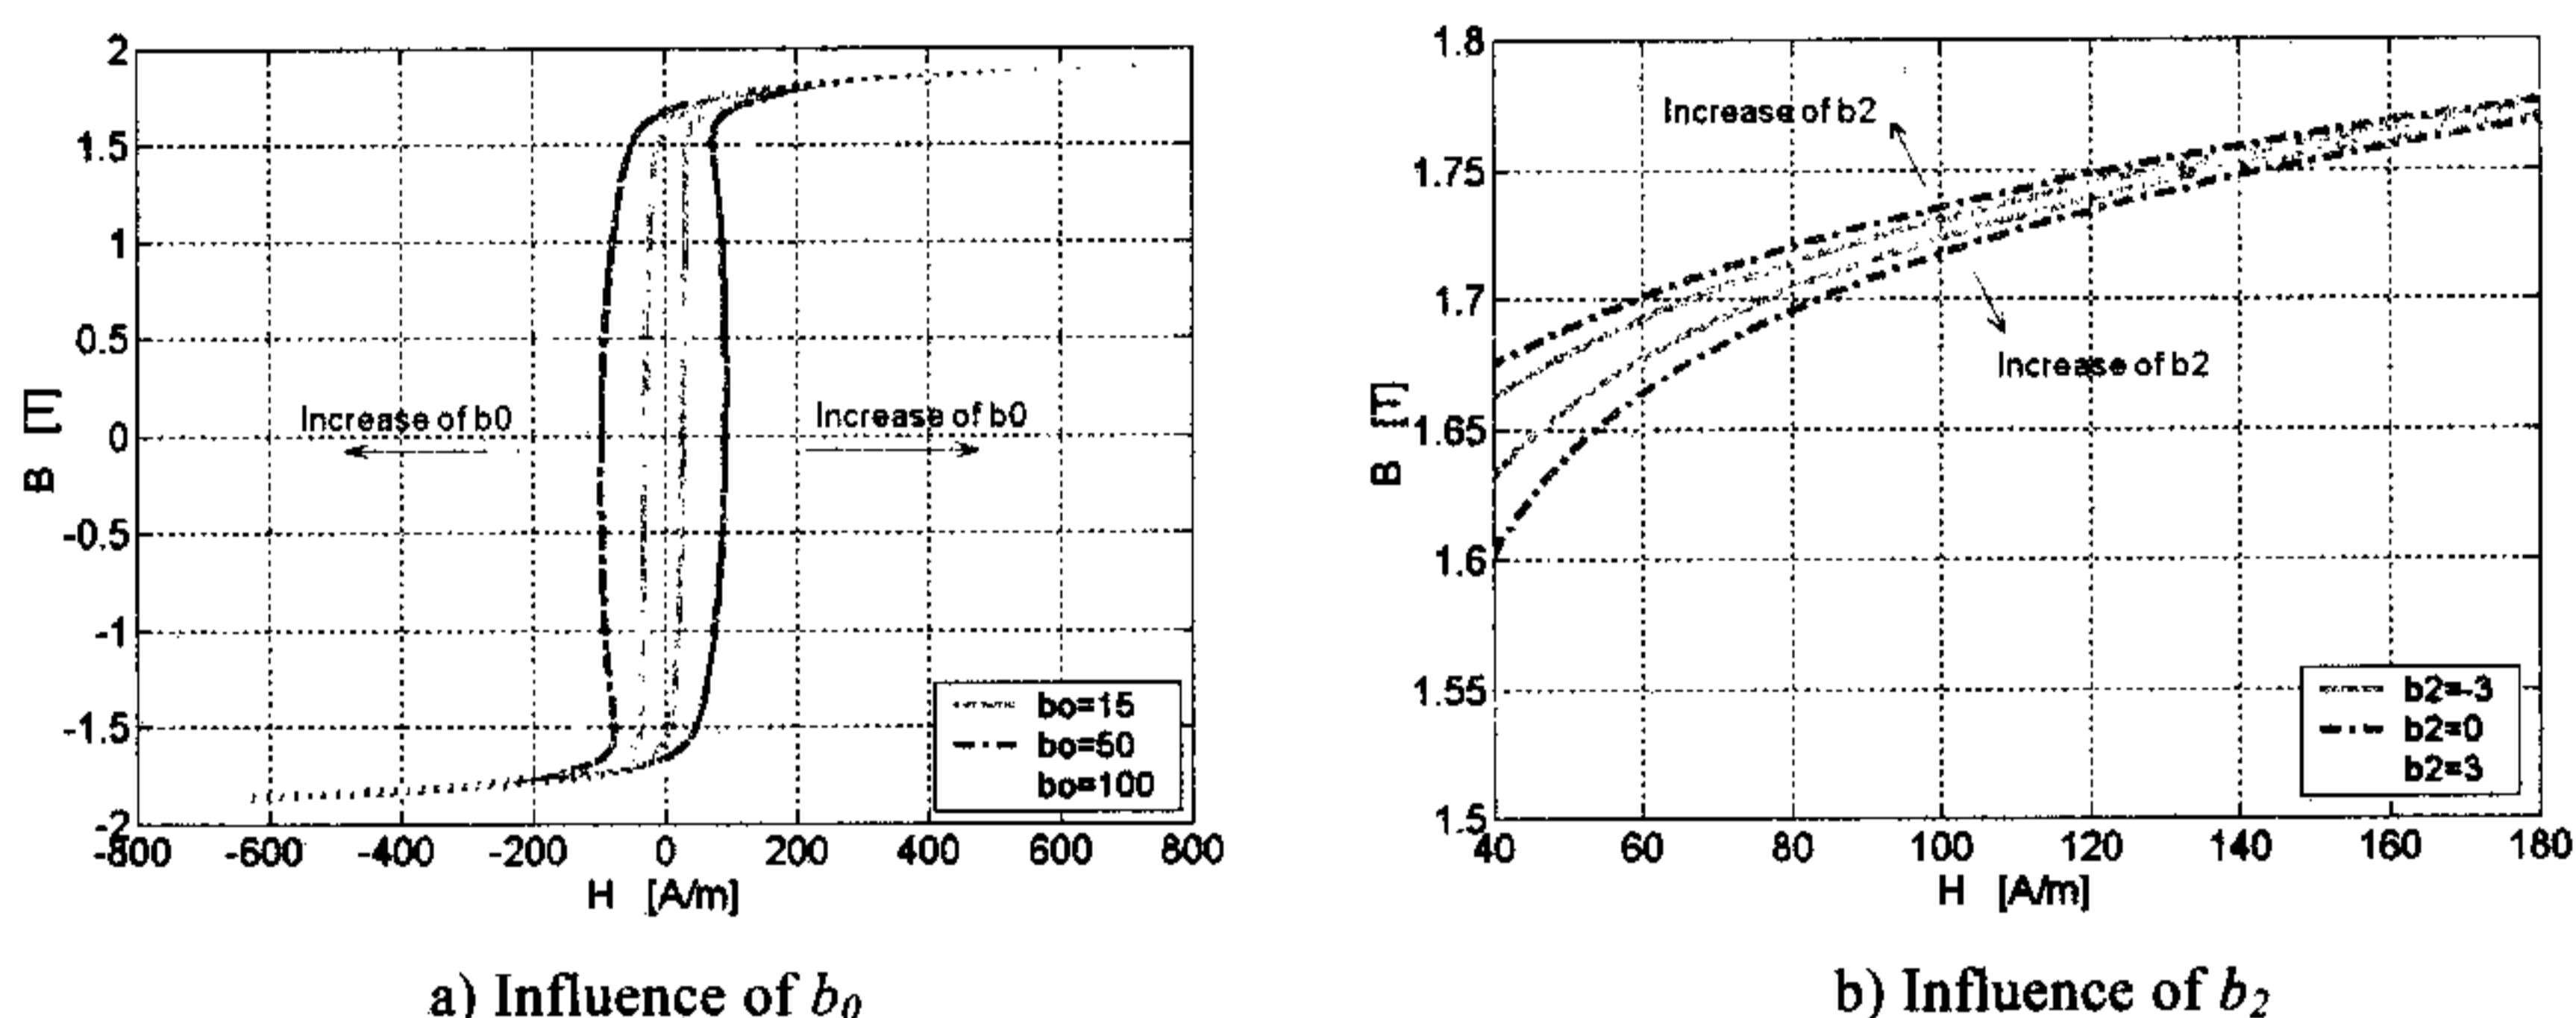 2
1.5
1
0.5
0
-0.5
-1
-1.5
-2
B [T]
-800 -600 -400 -200 0 200 400 600 800
H [A/m]
Increase of b0
Increase of b0
bo=15
bo=50
bo=100
a) Influence of b0
1.8
1.75
1.7
1.65
1.6
1.55
1.5
B [T]
40 60 80 100 120 140 160 180
H [A/m]
Increase of b2
Increase of b2
b2=-3
b2=0
b2=3
b) Influence of b2